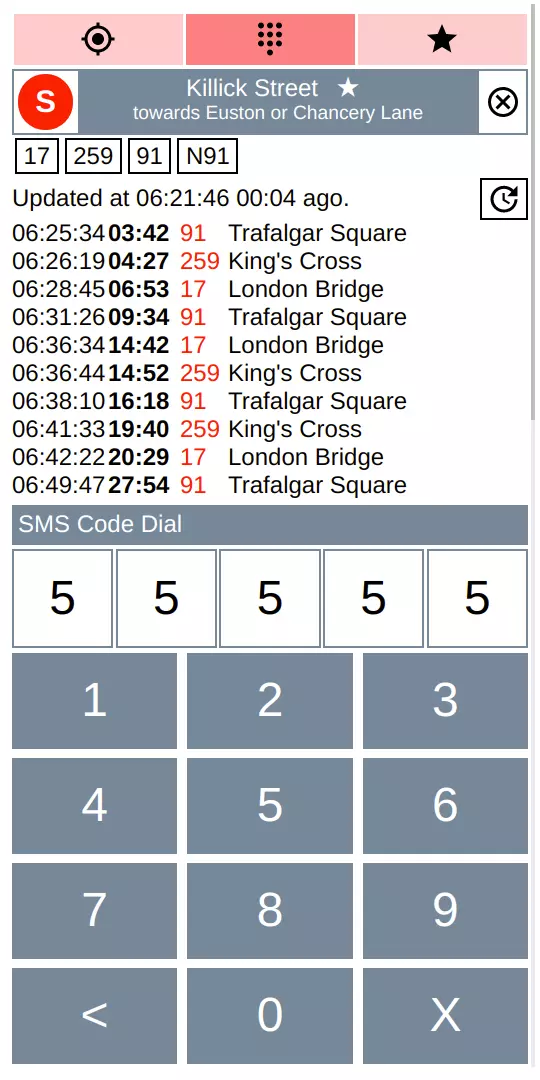 S
Killick Street ★
towards Euston or Chancery Lane
17 259 91 N91
Updated at 06:21:46 00:04 ago.
06:25:34 03:42 91 Trafalgar Square
06:26:19 04:27 259 King's Cross
06:28:45 06:53 17 London Bridge
06:31:26 09:34 91 Trafalgar Square
06:36:34 14:42 17 London Bridge
06:36:44 14:52 259 King's Cross
06:38:10 16:18 91 Trafalgar Square
06:41:33 19:40 259 King's Cross
06:42:22 20:29 17 London Bridge
06:49:47 27:54 91 Trafalgar Square
SMS Code Dial
5 5 5 5 5
1 2 3
4 5 6
7 8 9
< 0 X